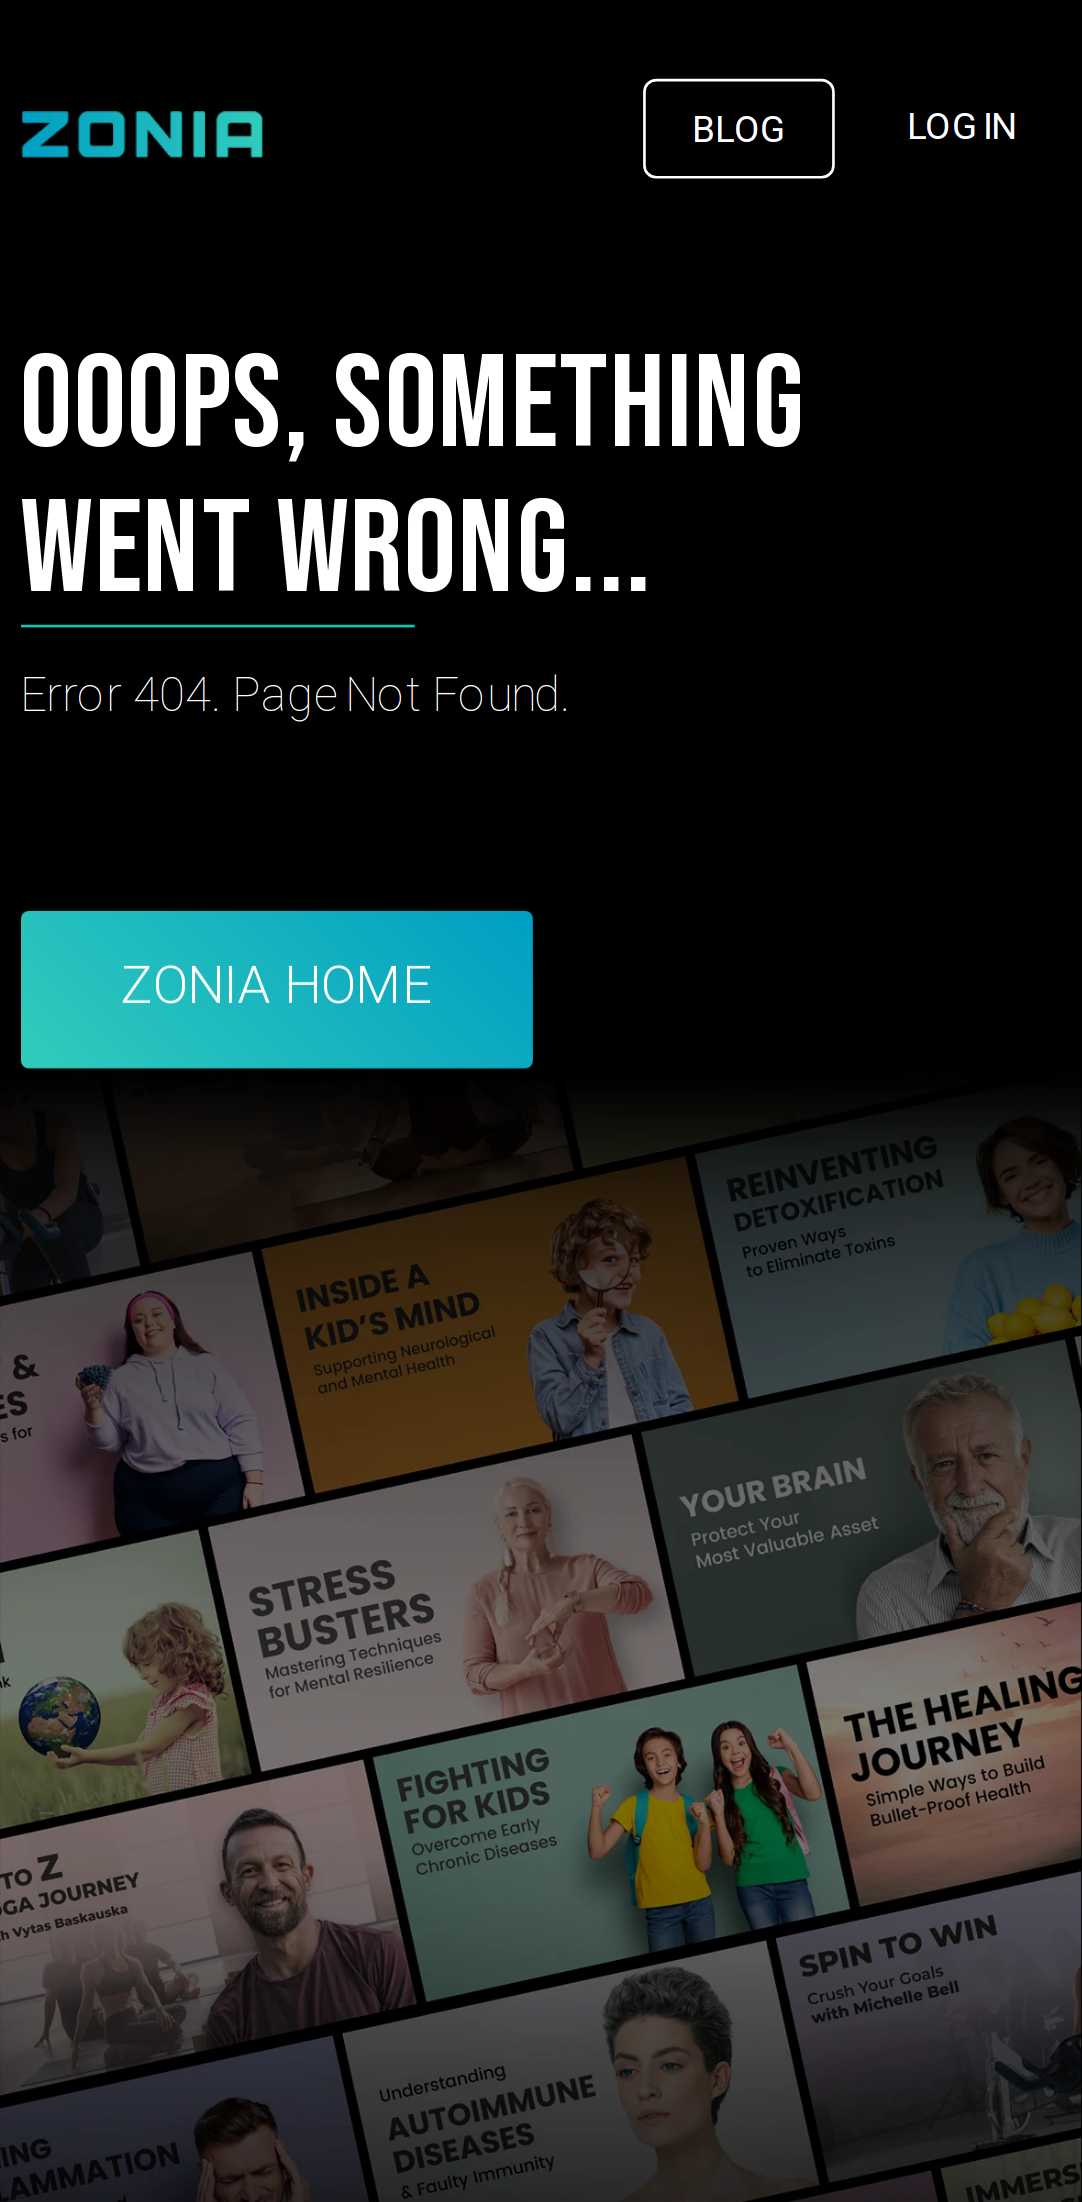 ZONIA
BLOG
LOG IN
OOOPS, SOMETHING
WENT WRONG...
Error 404. Page Not Found.
ZONIA HOME
REINVENTING
DETOXIFICATION
Proven Ways
to Eliminate Toxins
INSIDE A
KID'S MIND
Supporting Neurological
and Mental Health
&
ES
s for
YOUR BRAIN
Protect Your
Most Valuable Asset
STRESS
BUSTERS
Mastering Techniques
for Mental Resilience
THE HEALING
JOURNEY
Simple Ways to Build
Bullet-Proof Health
FIGHTING
FOR KIDS
Overcome Early
Chronic Diseases
TO Z
GA JOURNEY
h Vytas Baskauska
SPIN TO WIN
Crush Your Goals
with Michelle Bell
Understanding
AUTOIMMUNE
DISEASES
& Faulty Immunity
ING
AMMATION
IMMERS